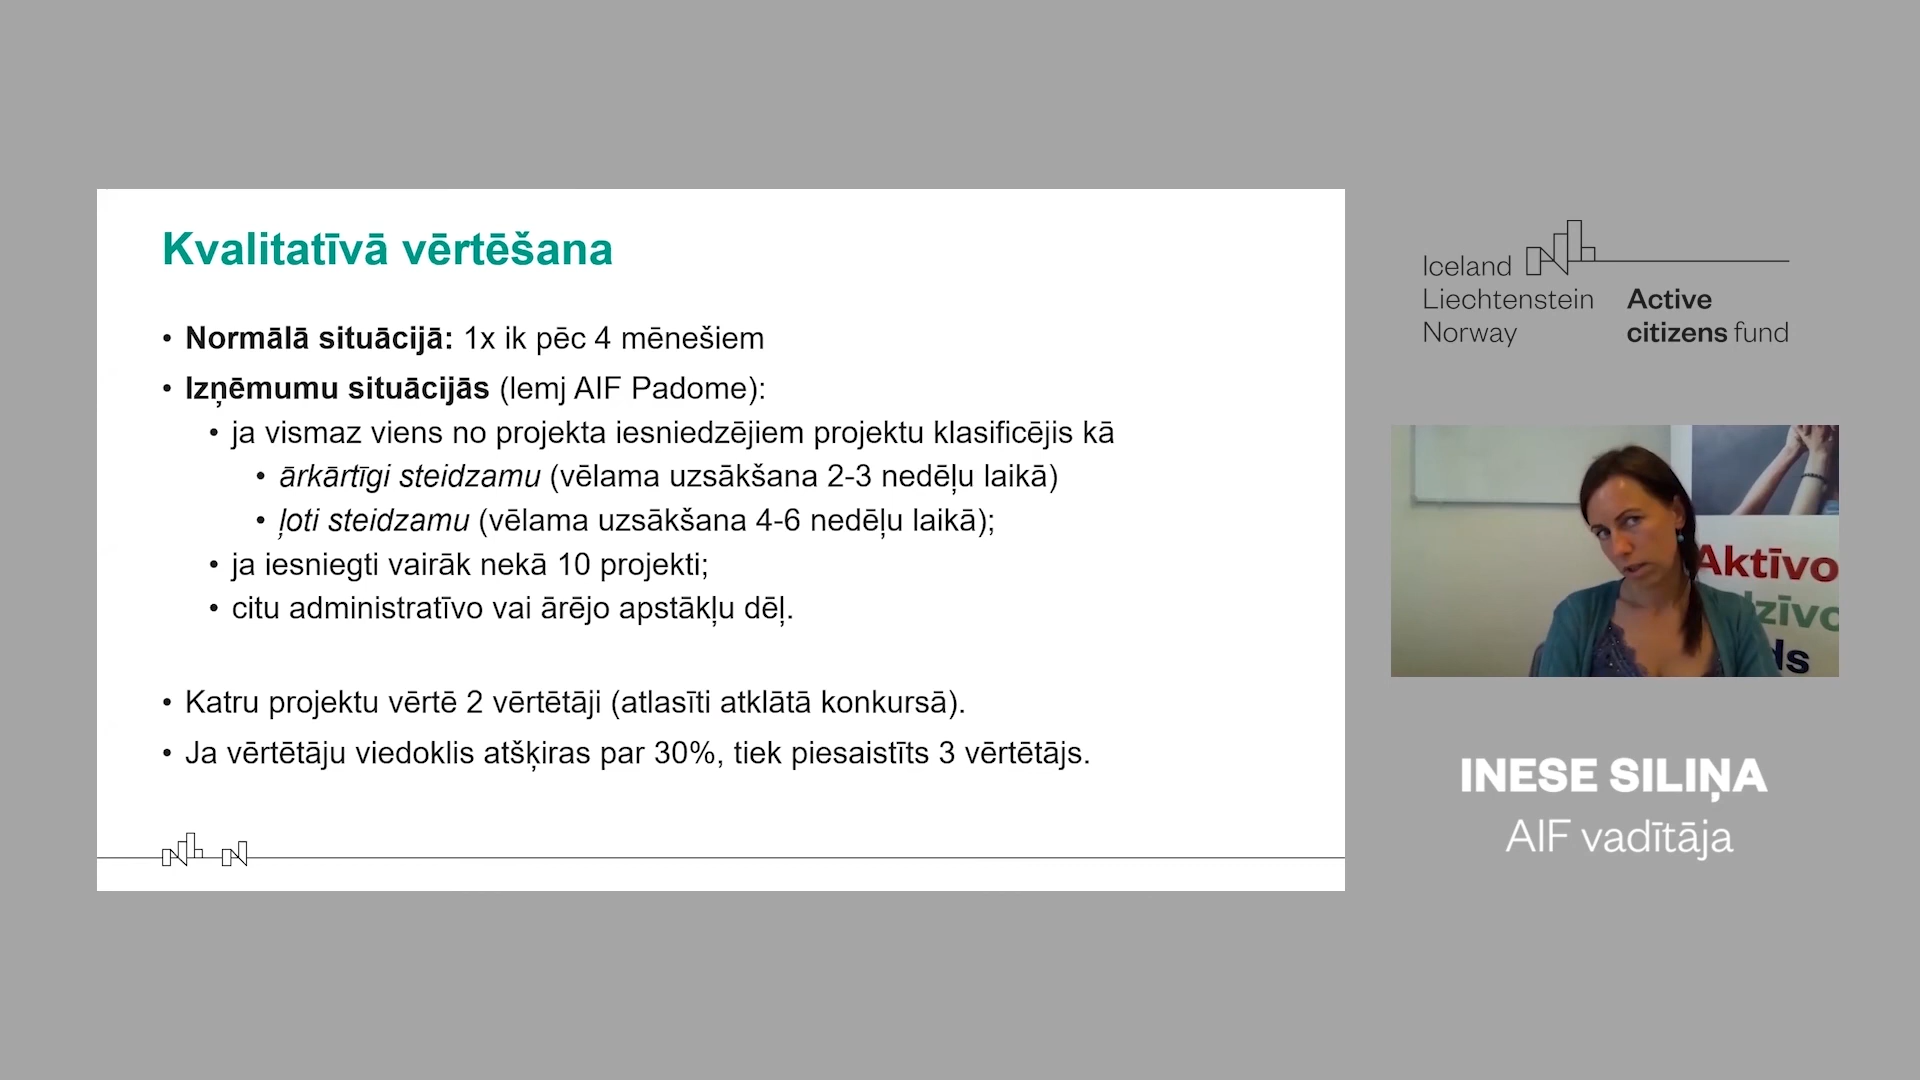 Kvalitatīvā vērtēšana
• Normālā situācijā: 1x ik pēc 4 mēnešiem
• Izņēmumu situācijās (lemj AIF Padome):
• ja vismaz viens no projekta iesniedzējiem projektu klasificējis kā
• ārkārtīgi steidzamu (vēlama uzsākšana 2-3 nedēļu laikā)
• ļoti steidzamu (vēlama uzsākšana 4-6 nedēļu laikā);
• ja iesniegti vairāk nekā 10 projekti;
• citu administratīvo vai ārējo apstākļu dēļ.
• Katru projektu vērtē 2 vērtētāji (atlasīti atklātā konkursā).
• Ja vērtētāju viedoklis atšķiras par 30%, tiek piesaistīts 3 vērtētājs.
Iceland
Liechtenstein
Norway
Active
citizens fund
Aktīvo
INESE SILIŅA
AIF vadītāja